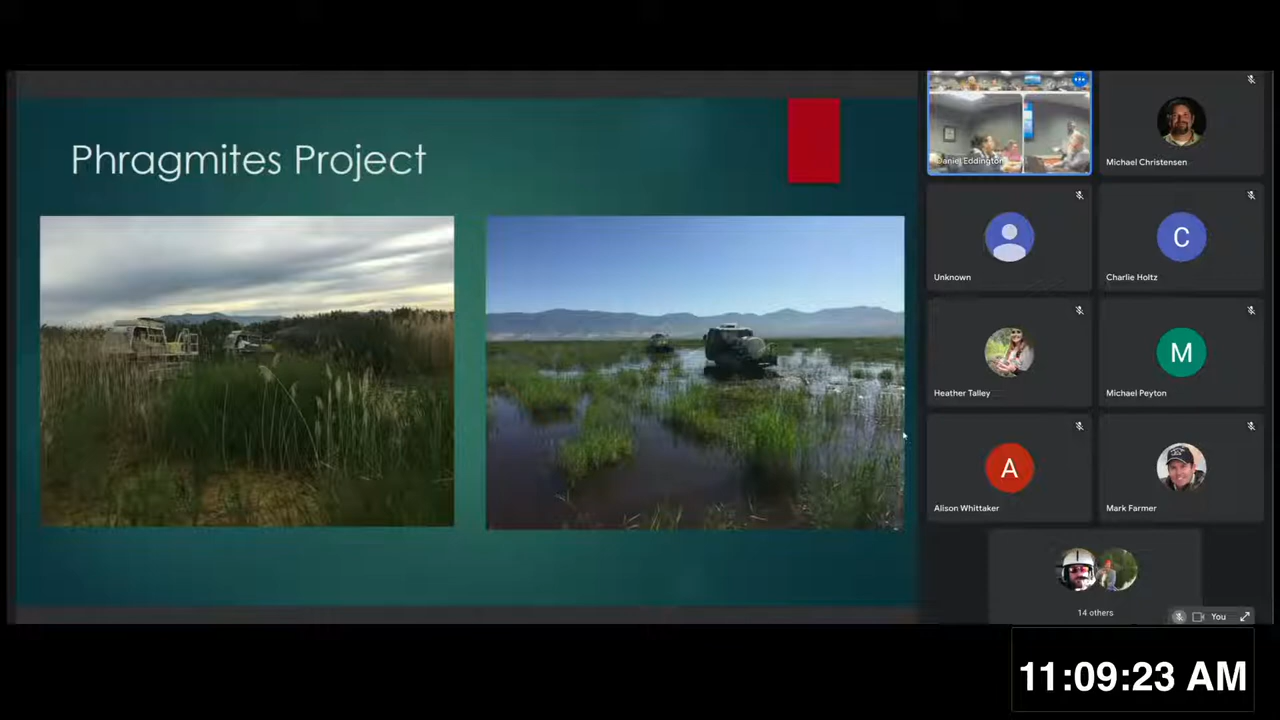 Phragmites Project
Daniel Eddington
Michael Christensen
Unknown
C
Charlie Holtz
Heather Talley
M
Michael Peyton
A
Alison Whittaker
Mark Farmer
14 others
You
11:09:23 AM